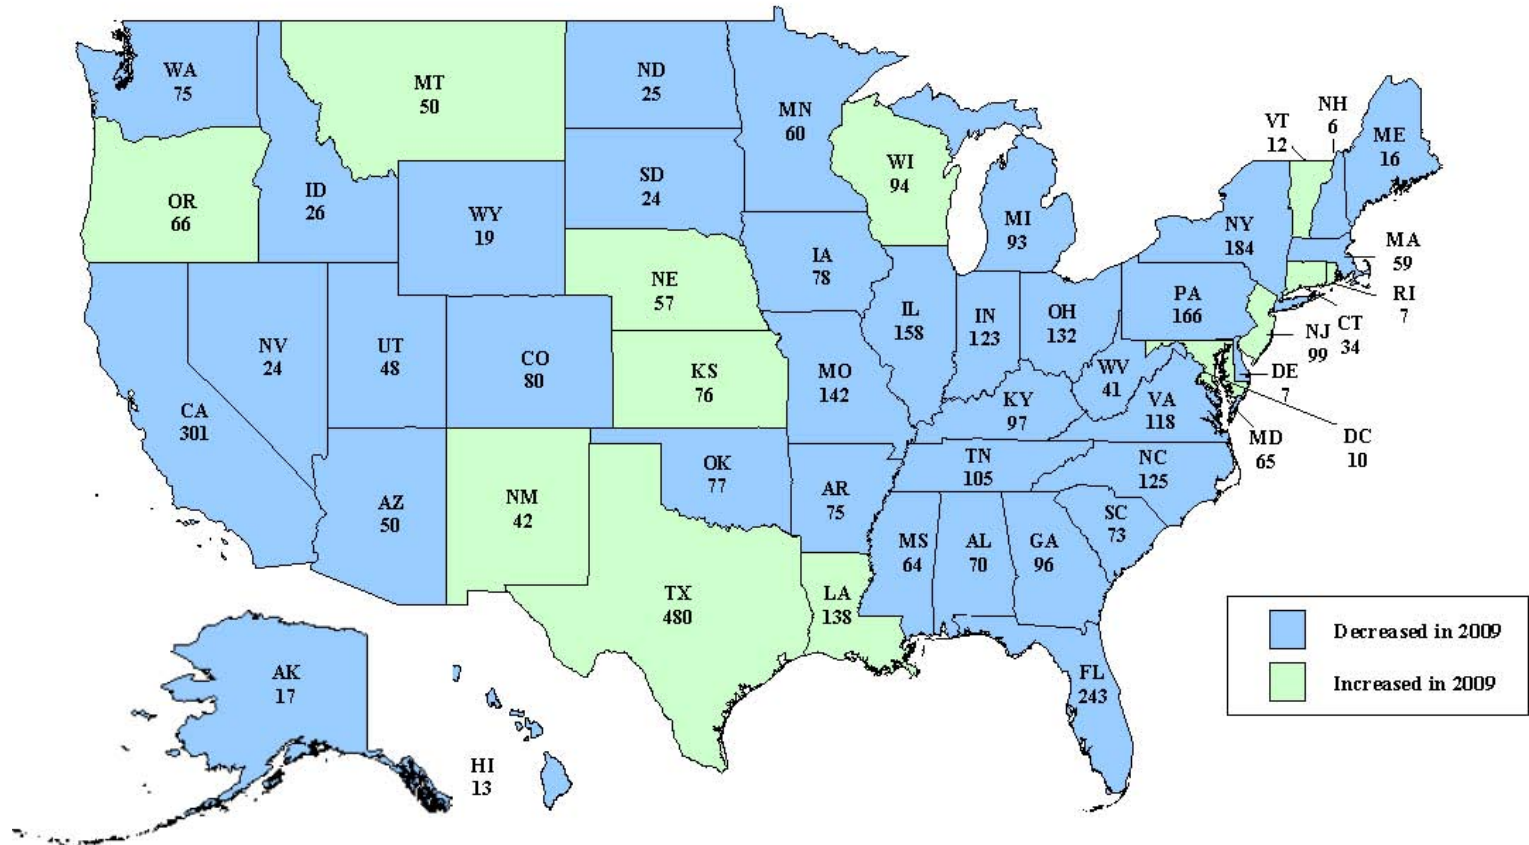 WA
75
MT
50
ND
25
MN
60
OR
66
ID
26
WY
19
SD
24
WI
94
MI
93
VT
12
NH
6
ME
16
NY
184
MA
59
RI
7
CT
34
NJ
99
PA
166
DE
7
DC
10
MD
65
NV
24
UT
48
CO
80
NE
57
IA
78
IL
158
IN
123
OH
132
WV
41
VA
118
CA
301
KS
76
MO
142
KY
97
AZ
50
NM
42
OK
77
AR
75
TN
105
NC
125
SC
73
MS
64
AL
70
GA
96
TX
480
LA
138
FL
243
AK
17
HI
13
Decreased in 2009
Increased in 2009